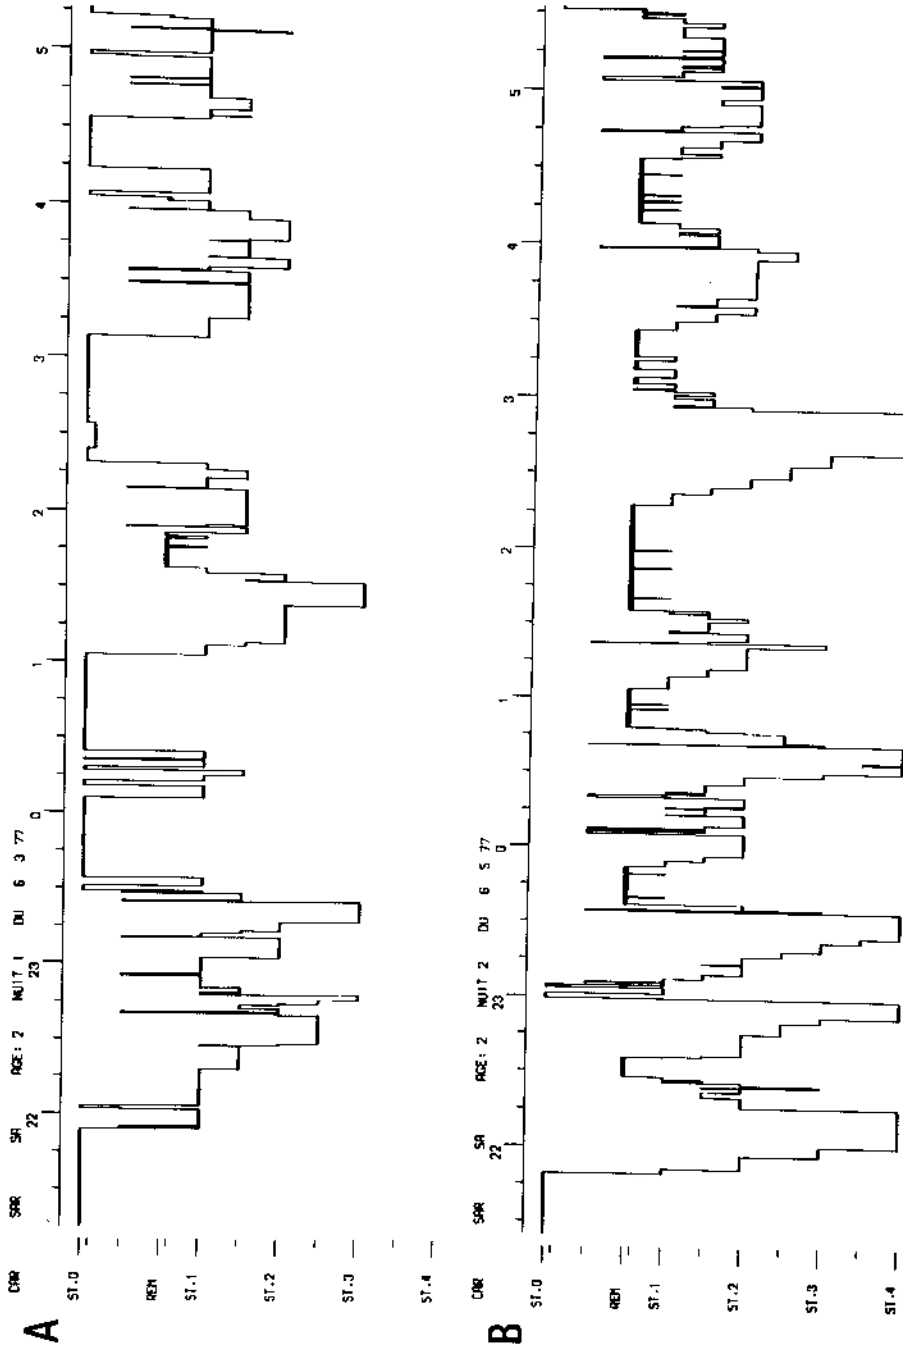 A
CAR SAR SA AGE: 2 NUIT 1 DU 6 3 77
22 23 0 1 2 3 4 5
ST.0
REM
ST.1
ST.2
ST.3
ST.4
B
CAR SAR SA AGE: 2 NUIT 2 DU 6 5 77
22 23 0 1 2 3 4 5
ST.0
REM
ST.1
ST.2
ST.3
ST.4